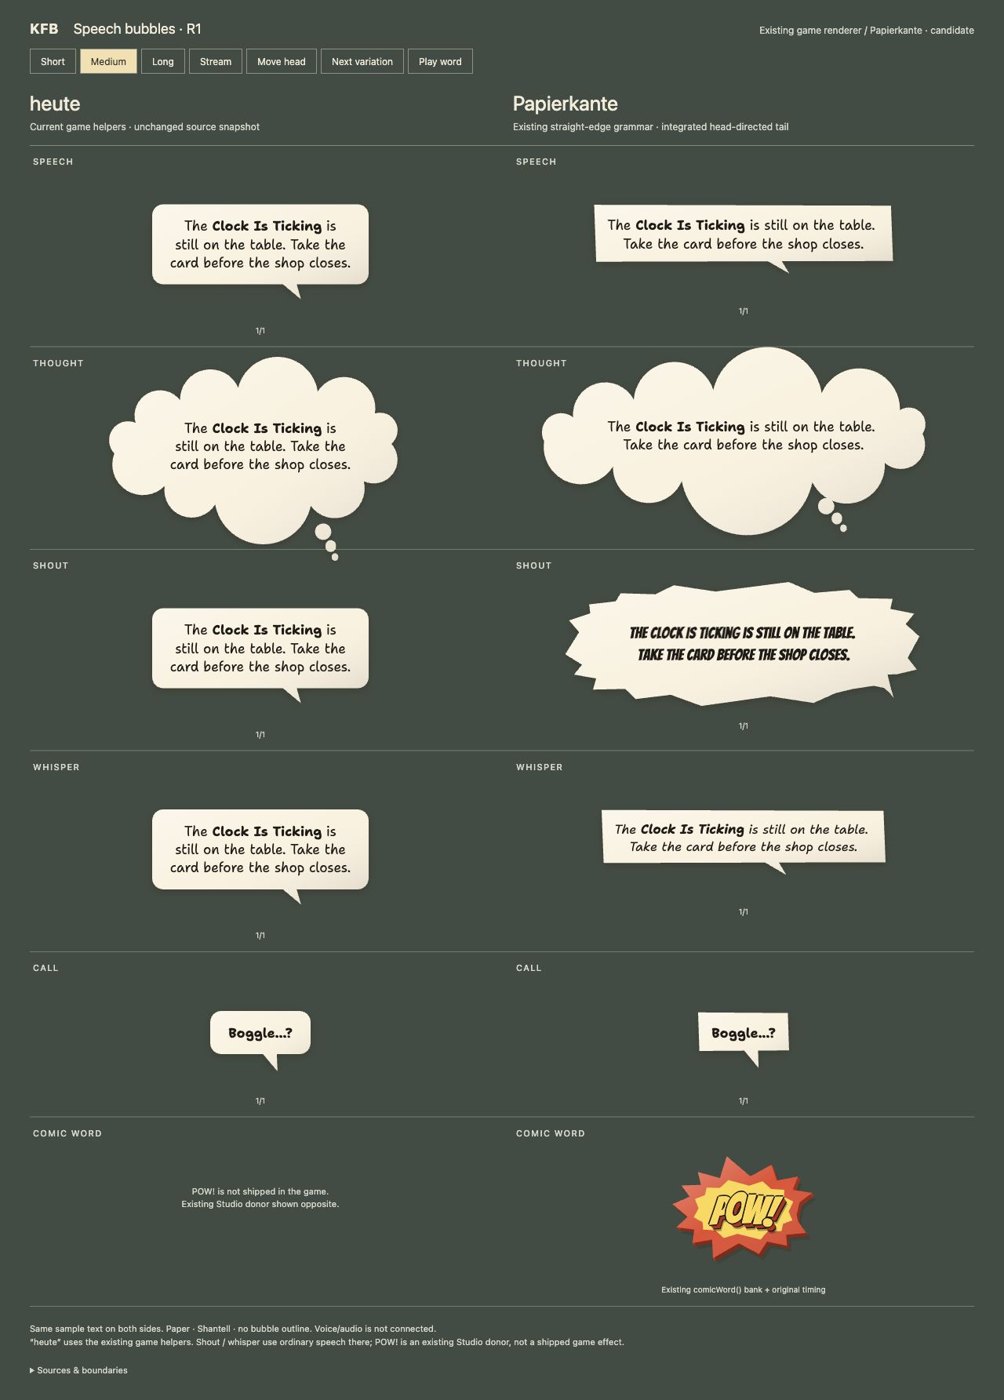 KFB Speech bubbles · R1
Existing game renderer / Papierkante · candidate
Short Medium Long Stream Move head Next variation Play word
heute
Current game helpers · unchanged source snapshot
Papierkante
Existing straight-edge grammar · integrated head-directed tail
SPEECH
The Clock Is Ticking is
still on the table. Take the
card before the shop closes.
1/1
SPEECH
The Clock Is Ticking is still on the table.
Take the card before the shop closes.
1/1
THOUGHT
The Clock Is Ticking is
still on the table. Take the
card before the shop closes.
THOUGHT
The Clock Is Ticking is still on the table.
Take the card before the shop closes.
SHOUT
The Clock Is Ticking is
still on the table. Take the
card before the shop closes.
1/1
SHOUT
THE CLOCK IS TICKING IS STILL ON THE TABLE.
TAKE THE CARD BEFORE THE SHOP CLOSES.
1/1
WHISPER
The Clock Is Ticking is
still on the table. Take the
card before the shop closes.
1/1
WHISPER
The Clock Is Ticking is still on the table.
Take the card before the shop closes.
1/1
CALL
Boggle...?
1/1
CALL
Boggle...?
1/1
COMIC WORD
POW! is not shipped in the game.
Existing Studio donor shown opposite.
COMIC WORD
POW!
Existing comicWord() bank + original timing
Same sample text on both sides. Paper · Shantell · no bubble outline. Voice/audio is not connected.
"heute" uses the existing game helpers. Shout / whisper use ordinary speech there; POW! is an existing Studio donor, not a shipped game effect.
▸ Sources & boundaries